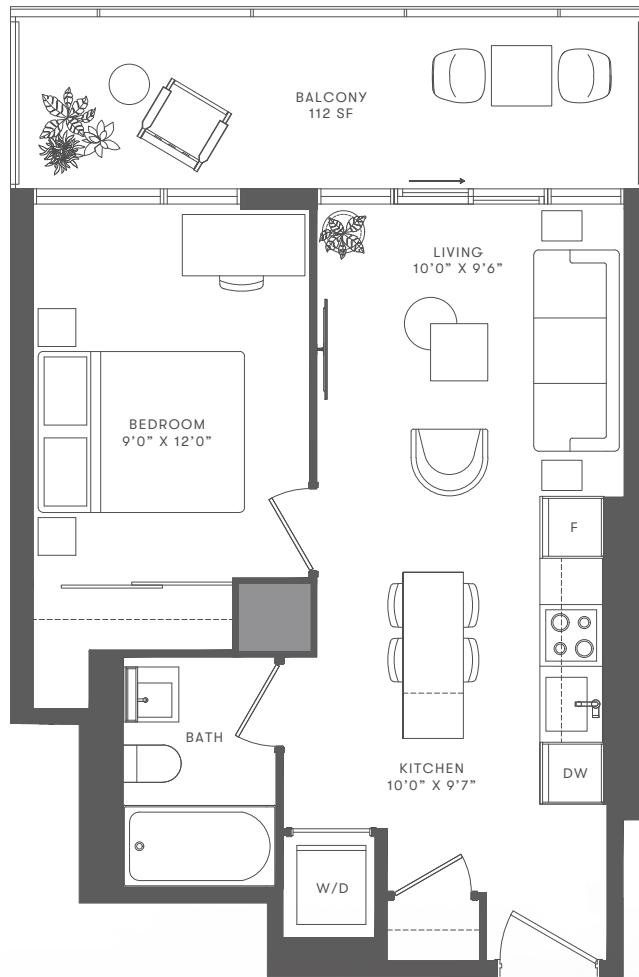 BALCONY
112 SF
LIVING
10'0" X 9'6"
BEDROOM
9'0" X 12'0"
F
BATH
KITCHEN
10'0" X 9'7"
DW
W/D